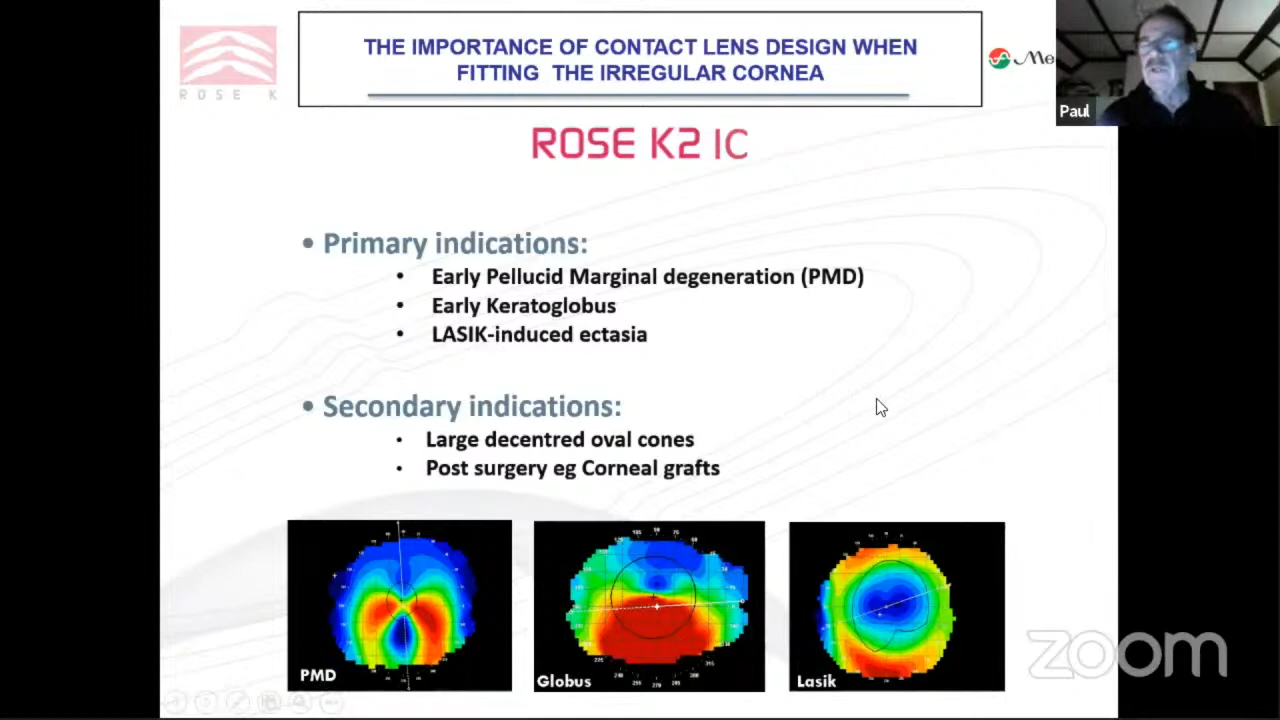 THE IMPORTANCE OF CONTACT LENS DESIGN WHEN
FITTING THE IRREGULAR CORNEA
ROSE K
Me
Paul
ROSE K2 IC
• Primary indications:
• Early Pellucid Marginal degeneration (PMD)
• Early Keratoglobus
• LASIK-induced ectasia
• Secondary indications:
• Large decentred oval cones
• Post surgery eg Corneal grafts
PMD
Globus
Lasik
zoom